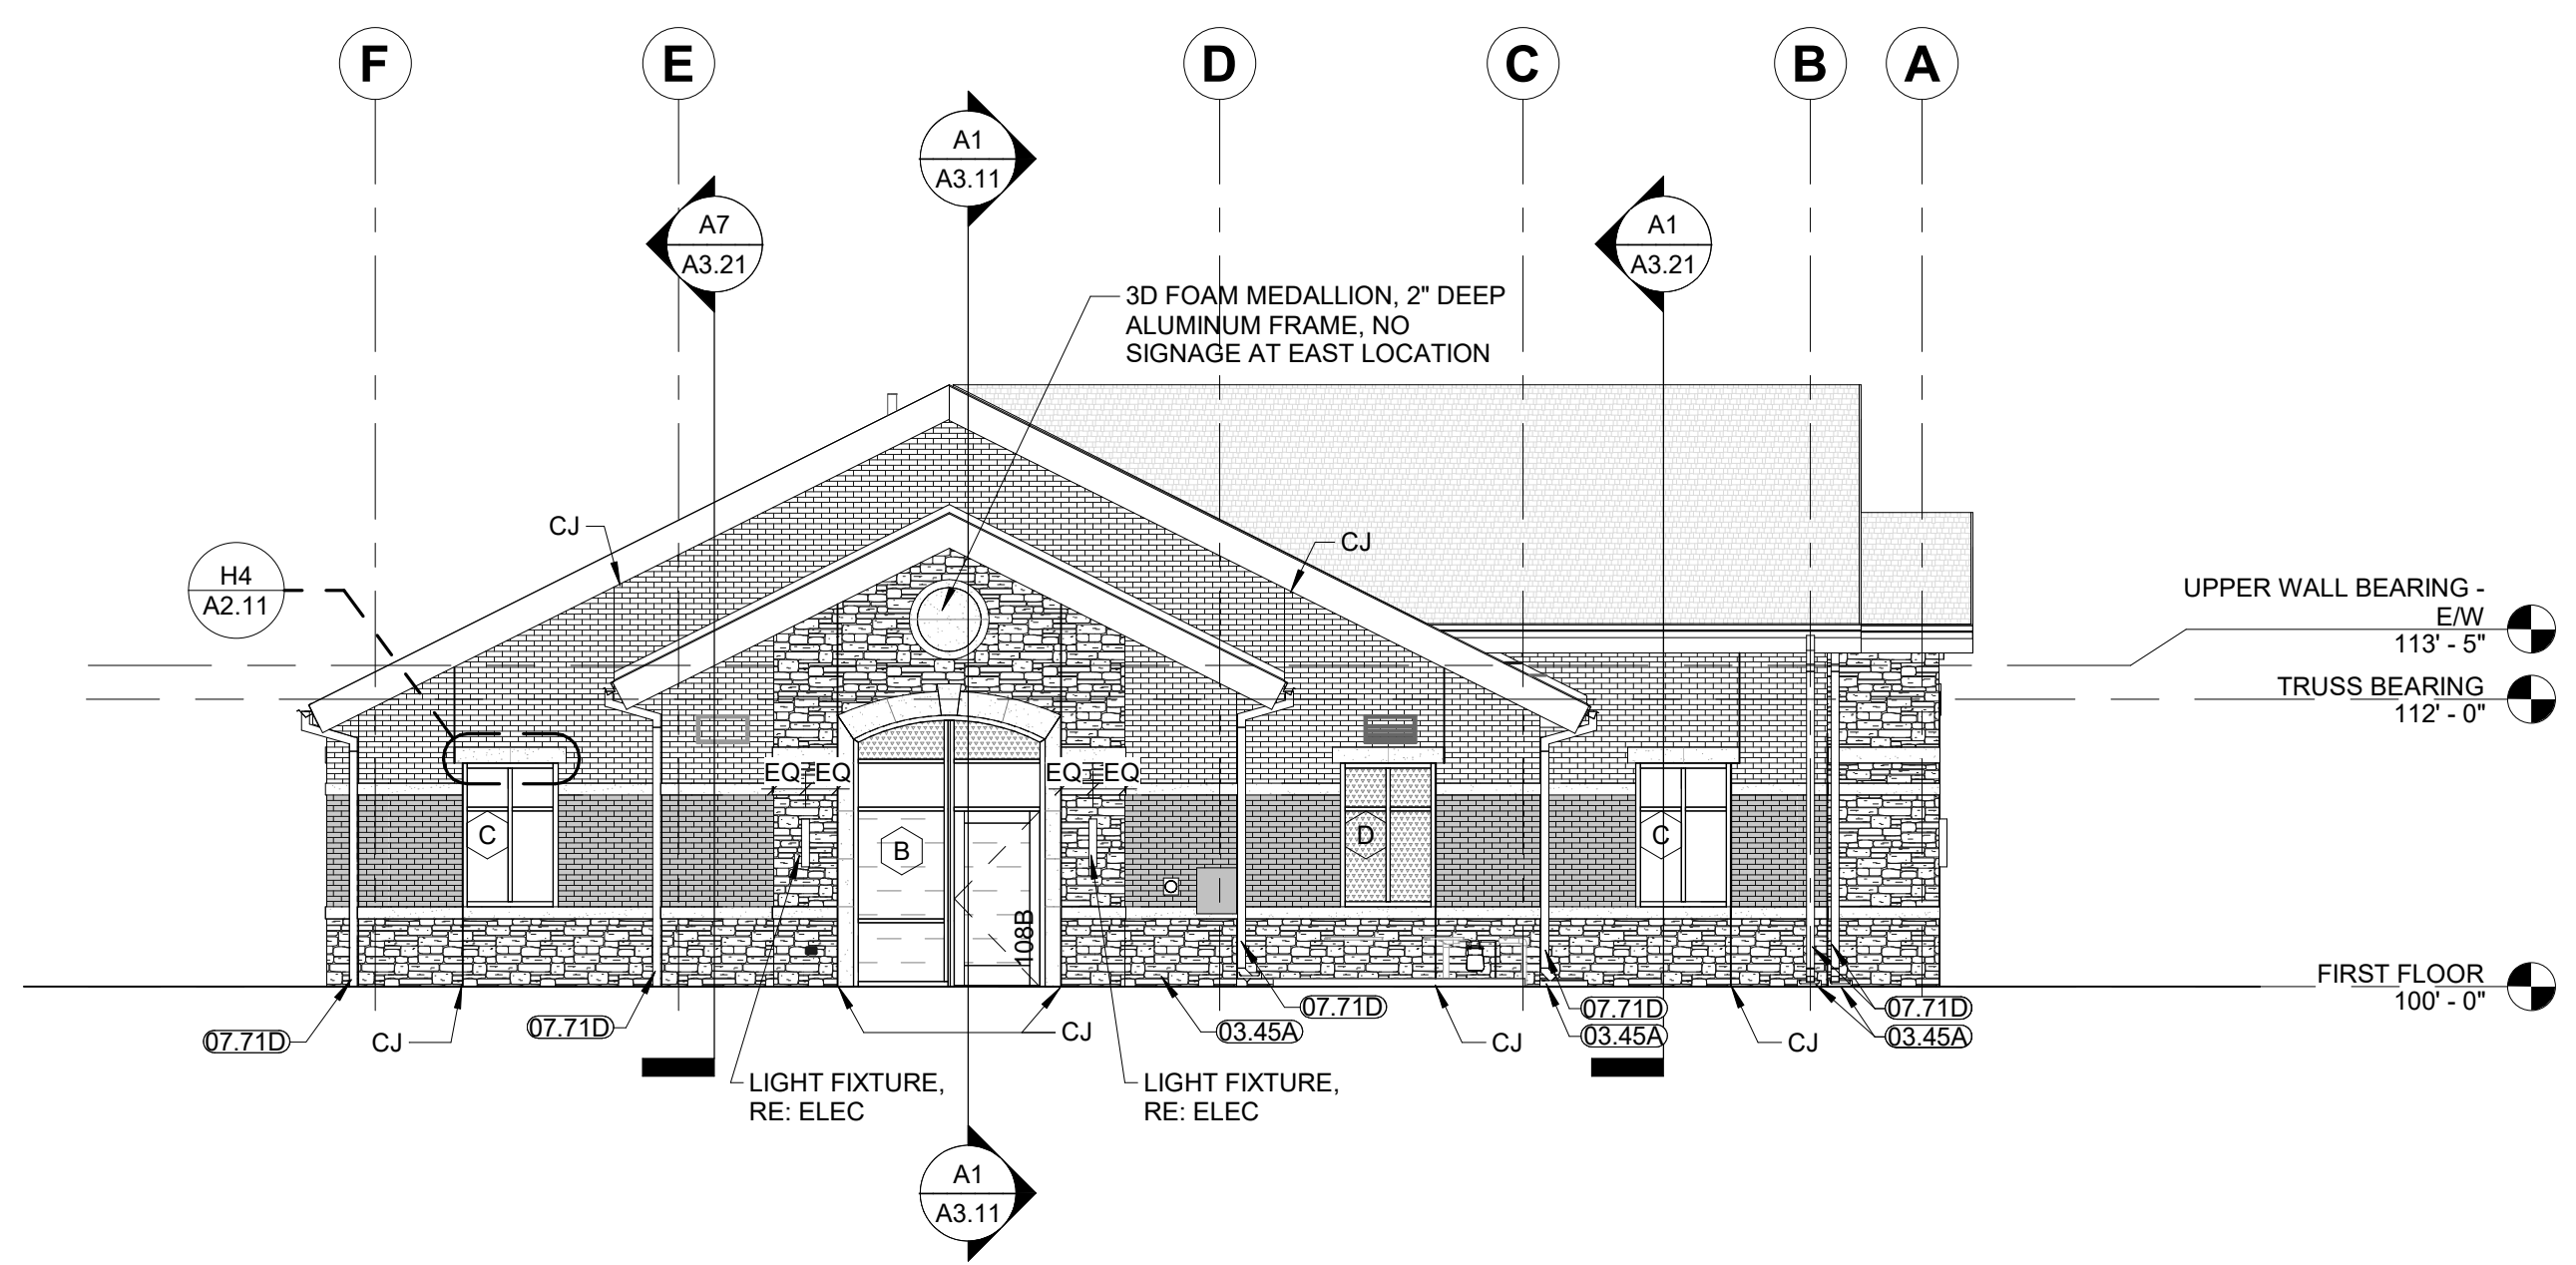 F
E
D
C
B
A
A1
A3.11
A7
A3.21
A1
A3.21
3D FOAM MEDALLION, 2" DEEP
ALUMINUM FRAME, NO
SIGNAGE AT EAST LOCATION
CJ
CJ
H4
A2.11
UPPER WALL BEARING -
E/W
113' - 5"
TRUSS BEARING
112' - 0"
EQ
EQ
EQ
EQ
C
B
D
C
108B
FIRST FLOOR
100' - 0"
07.71D
CJ
07.71D
CJ
03.45A
07.71D
CJ
07.71D
03.45A
CJ
07.71D
03.45A
LIGHT FIXTURE,
RE: ELEC
LIGHT FIXTURE,
RE: ELEC
A1
A3.11